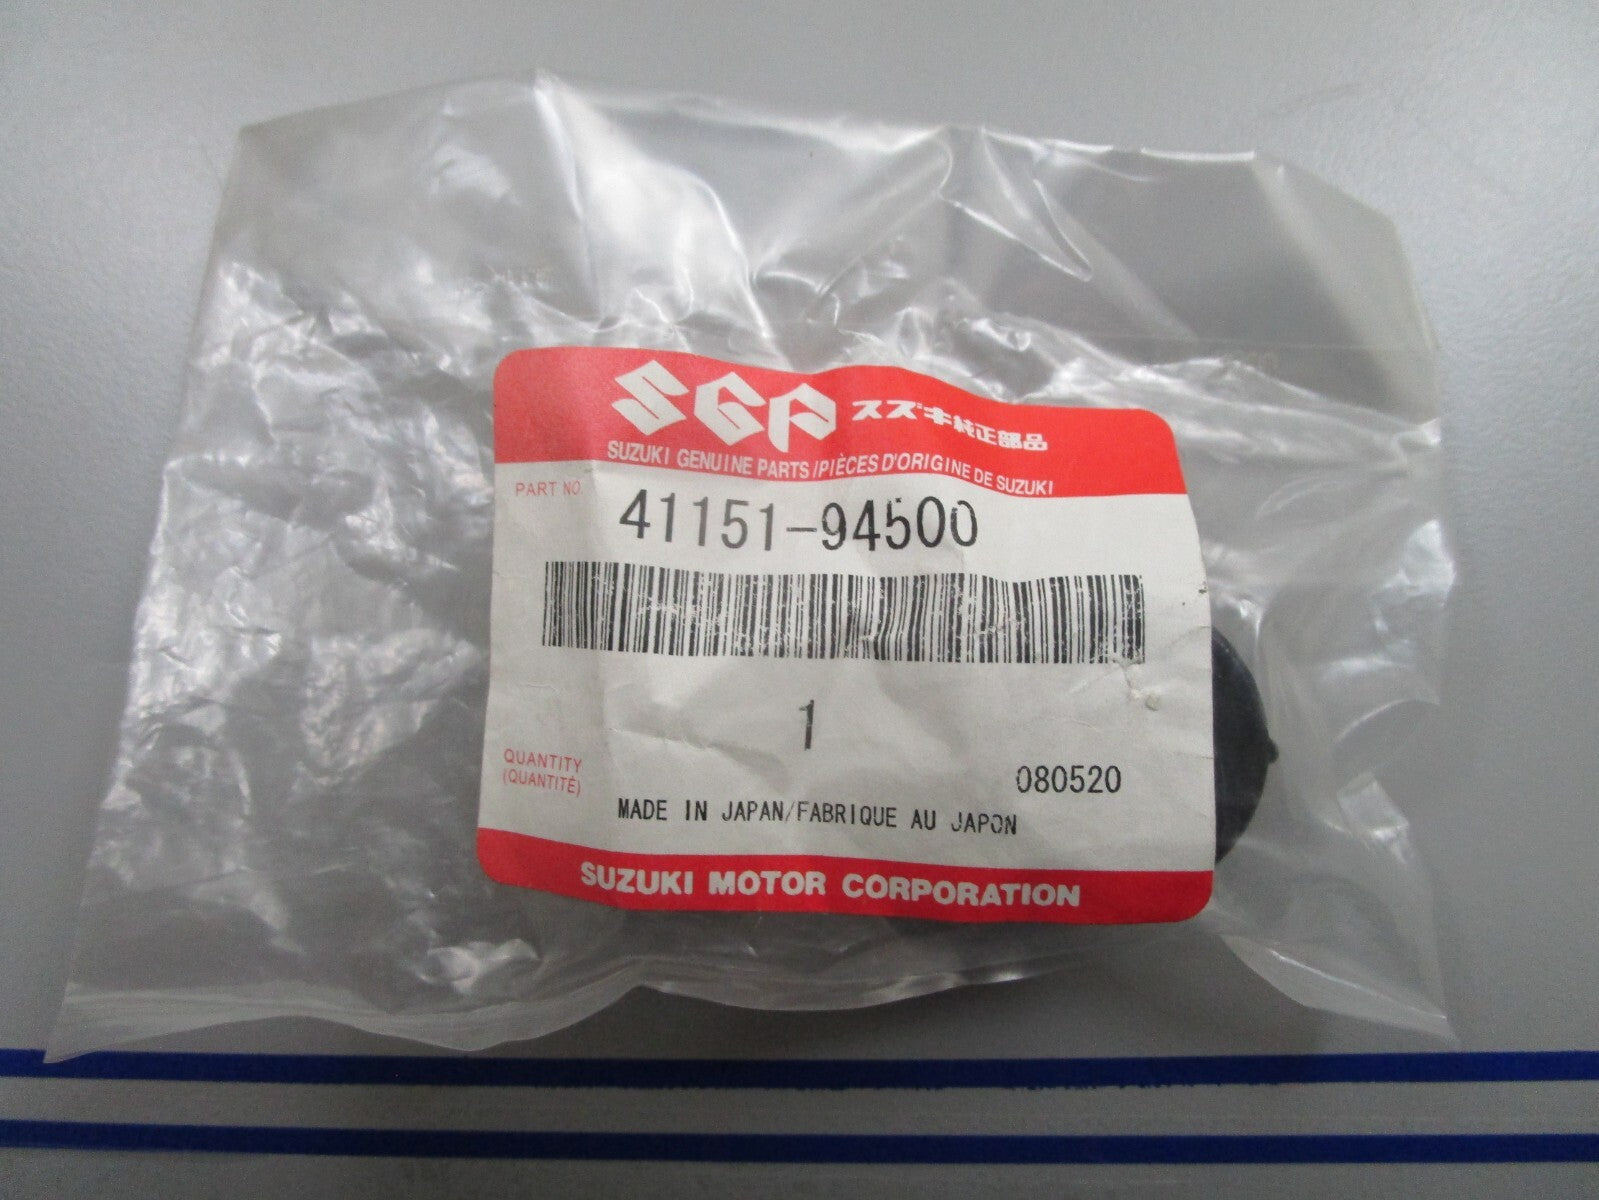 SGP スズキ純正部品
SUZUKI GENUINE PARTS/PIÈCES D'ORIGINE DE SUZUKI
PART NO.
41151-94500
1
QUANTITY
(QUANTITÉ)
080520
MADE IN JAPAN/FABRIQUE AU JAPON
SUZUKI MOTOR CORPORATION